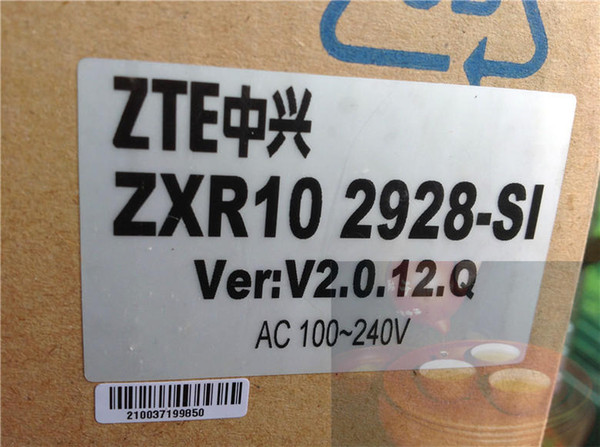 ZTE中兴
ZXR10 2928-SI
Ver:V2.0.12.Q
AC 100~240V
210037199850